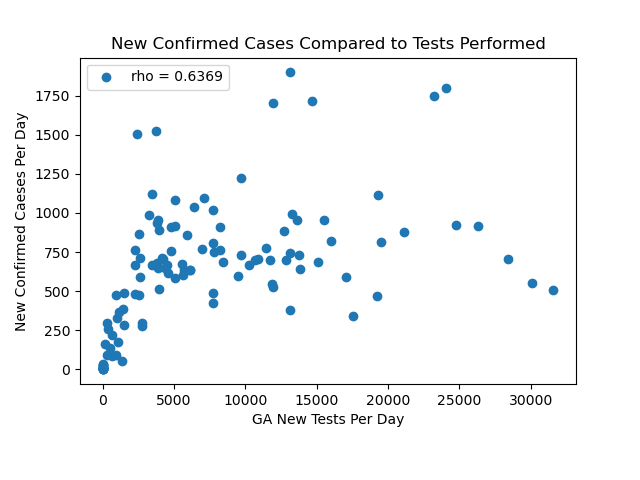 New Confirmed Cases Compared to Tests Performed
rho = 0.6369
New Confirmed Caeses Per Day
1750
1500
1250
1000
750
500
250
0
0 5000 10000 15000 20000 25000 30000
GA New Tests Per Day